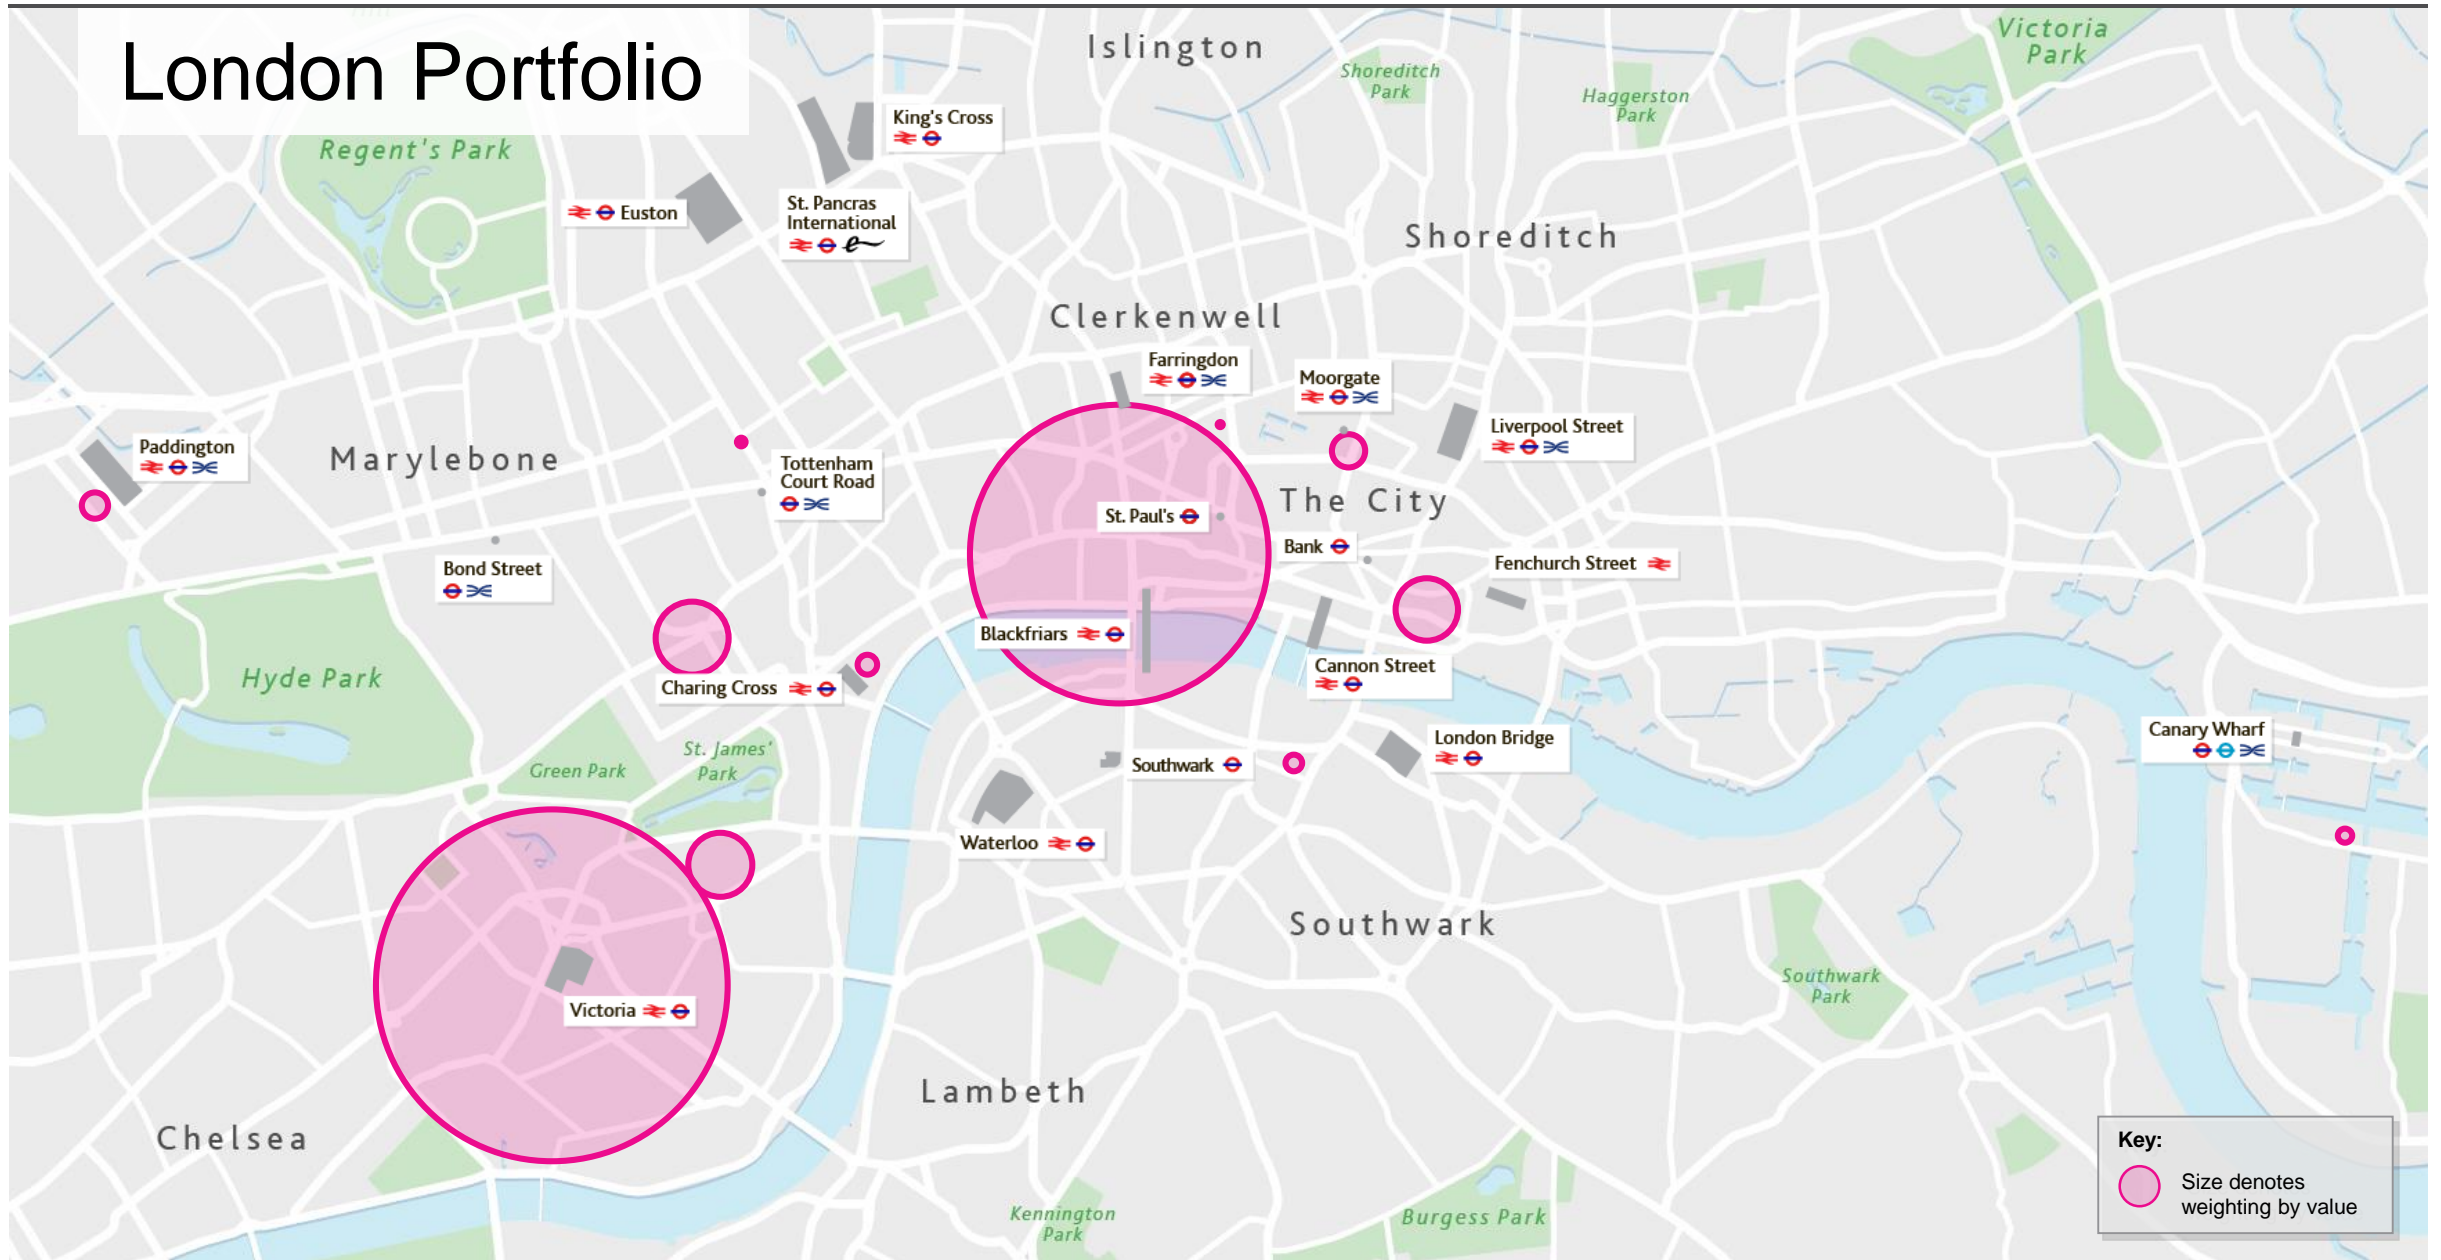 London Portfolio
Islington
Victoria
Park
Shoreditch
Park
Haggerston
Park
King's Cross
Regent's Park
Euston
St. Pancras
International
Shoreditch
Clerkenwell
Farringdon
Moorgate
Liverpool Street
Paddington
Marylebone
Tottenham
Court Road
The City
St. Paul's
Bank
Bond Street
Fenchurch Street
Blackfriars
Cannon Street
Hyde Park
Charing Cross
Canary Wharf
London Bridge
St. James'
Park
Green Park
Southwark
Waterloo
Southwark
Southwark
Park
Victoria
Lambeth
Chelsea
Key:
Size denotes
weighting by value
Kennington
Park
Burgess Park